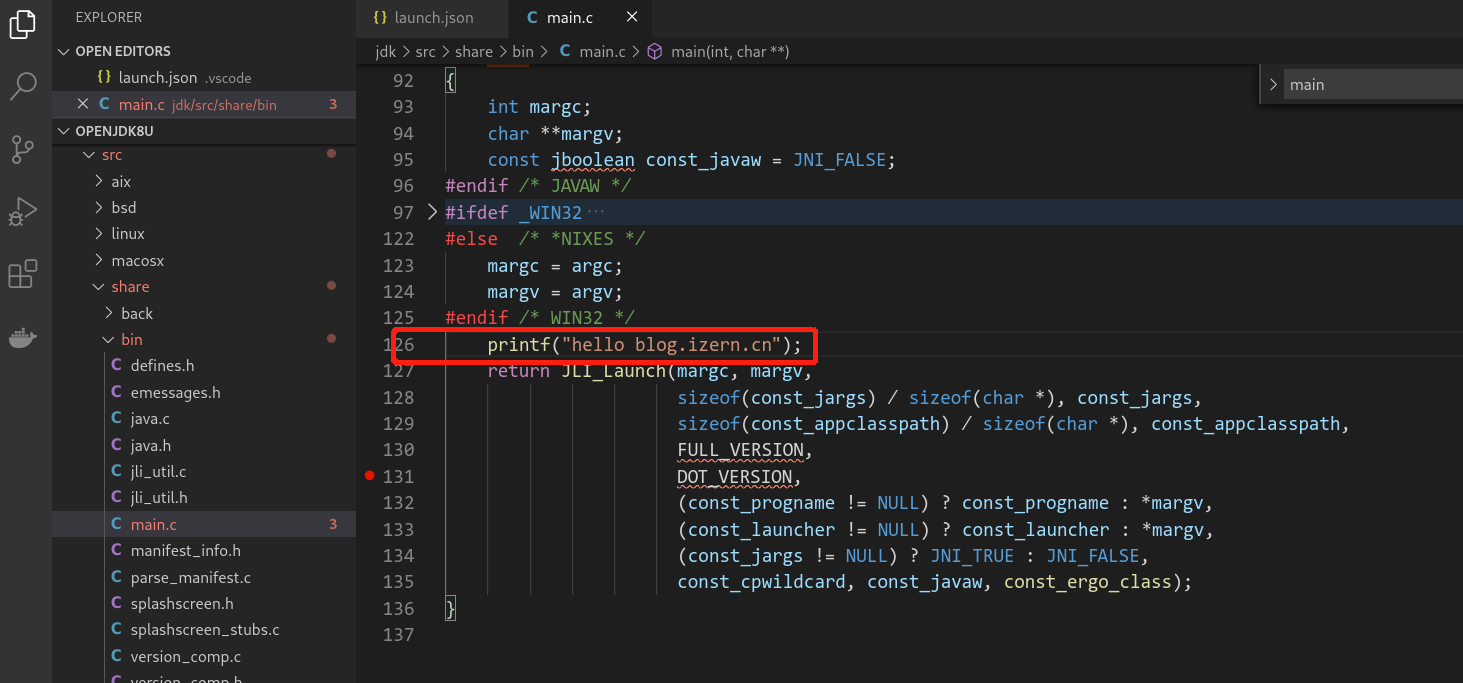 EXPLORER
OPEN EDITORS
launch.json .vscode
main.c jdk/src/share/bin 3
OPENJDK8U
src
aix
bsd
linux
macosx
share
back
bin
defines.h
emessages.h
java.c
java.h
jli_util.c
jli_util.h
main.c 3
manifest_info.h
parse_manifest.c
splashscreen.h
splashscreen_stubs.c
version_comp.c
version_comp.h
launch.json
main.c
jdk > src > share > bin > C main.c > main(int, char **)
main
92 {
93 int margc;
94 char **margv;
95 const jboolean const_javaw = JNI_FALSE;
96 #endif /* JAVAW */
97 #ifdef _WIN32 ···
122 #else /* *NIXES */
123 margc = argc;
124 margv = argv;
125 #endif /* WIN32 */
126 printf("hello blog.izern.cn");
127 return JLI_Launch(margc, margv,
128 sizeof(const_jargs) / sizeof(char *), const_jargs,
129 sizeof(const_appclasspath) / sizeof(char *), const_appclasspath,
130 FULL_VERSION,
131 DOT_VERSION,
132 (const_progname != NULL) ? const_progname : *margv,
133 (const_launcher != NULL) ? const_launcher : *margv,
134 (const_jargs != NULL) ? JNI_TRUE : JNI_FALSE,
135 const_cpwildcard, const_javaw, const_ergo_class);
136 }
137